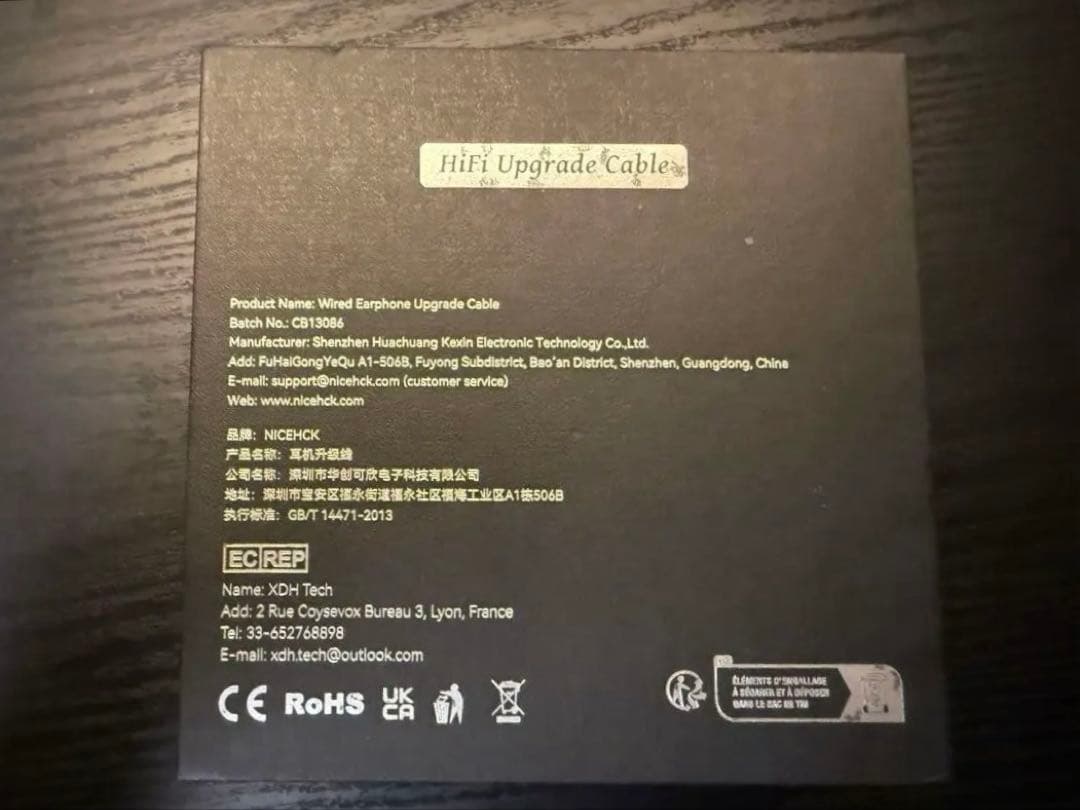 HiFi Upgrade Cable
Product Name: Wired Earphone Upgrade Cable
Batch No.: CB13086
Manufacturer: Shenzhen Huachuang Kexin Electronic Technology Co.,Ltd.
Add: FuHaiGongYeQu A1-506B, Fuyong Subdistrict, Bao'an District, Shenzhen, Guangdong, China
E-mail: support@nicehck.com (customer service)
Web: www.nicehck.com
品牌：NICEHCK
产品名称：耳机升级线
公司名称：深圳市华创可欣电子科技有限公司
地址：深圳市宝安区福永街道福永社区福海工业区A1栋506B
执行标准：GB/T 14471-2013
EC REP
Name: XDH Tech
Add: 2 Rue Coysevox Bureau 3, Lyon, France
Tel: 33-652768898
E-mail: xdh.tech@outlook.com
CE RoHS UK CA
ÉLÉMENTS D'EMBALLAGE
À SÉPARER ET À DÉPOSER
DANS LE BAC DE TRI